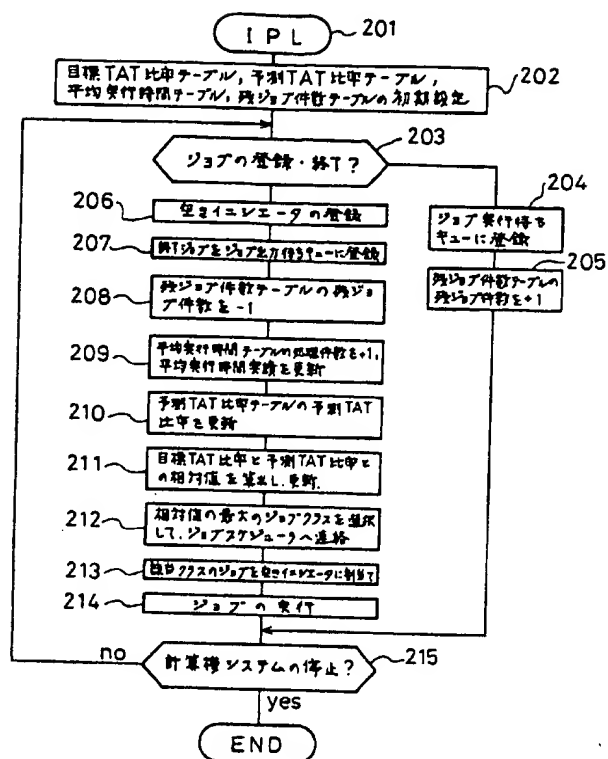 IPL
201
目標TAT比率テーブル,予測TAT比率テーブル,
平均実行時間テーブル,残ジョブ件数テーブルの初期設定
202
ジョブの登録・終了?
203
204
ジョブ実行待ち
キューに登録
205
残ジョブ件数テーブルの
残ジョブ件数を+1
206
空きイニシエータの登録
207
終了ジョブをジョブ出力待ちキューに登録
208
残ジョブ件数テーブルの残ジョ
ブ件数を-1
209
平均実行時間テーブルの処理件数を+1,
平均実行時間実績を更新
210
予測TAT比率テーブルの予測TAT
比率を更新
211
目標TAT比率と予測TAT比率と
の相対値を算出し、更新.
212
相対値の最大のジョブクラスを選択
して、ジョブスケジューラへ連絡
213
該当クラスのジョブを空きイニシエータに割当て
214
ジョブの実行
no
計算機システムの停止?
215
yes
END